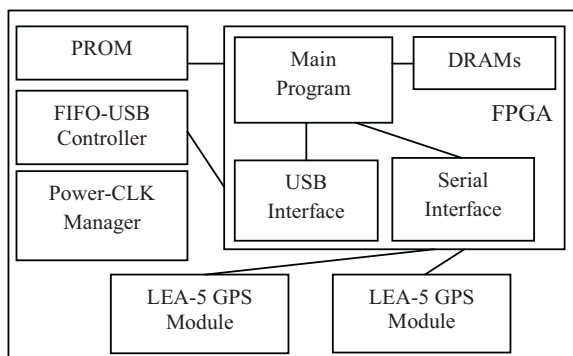 PROM
FIFO-USB
Controller
Power-CLK
Manager
Main
Program
DRAMs
FPGA
USB
Interface
Serial
Interface
LEA-5 GPS
Module
LEA-5 GPS
Module